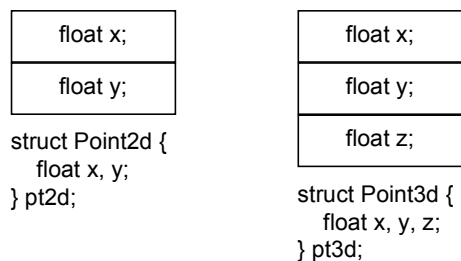 float x;
float y;
struct Point2d {
float x, y;
} pt2d;
float x;
float y;
float z;
struct Point3d {
float x, y, z;
} pt3d;